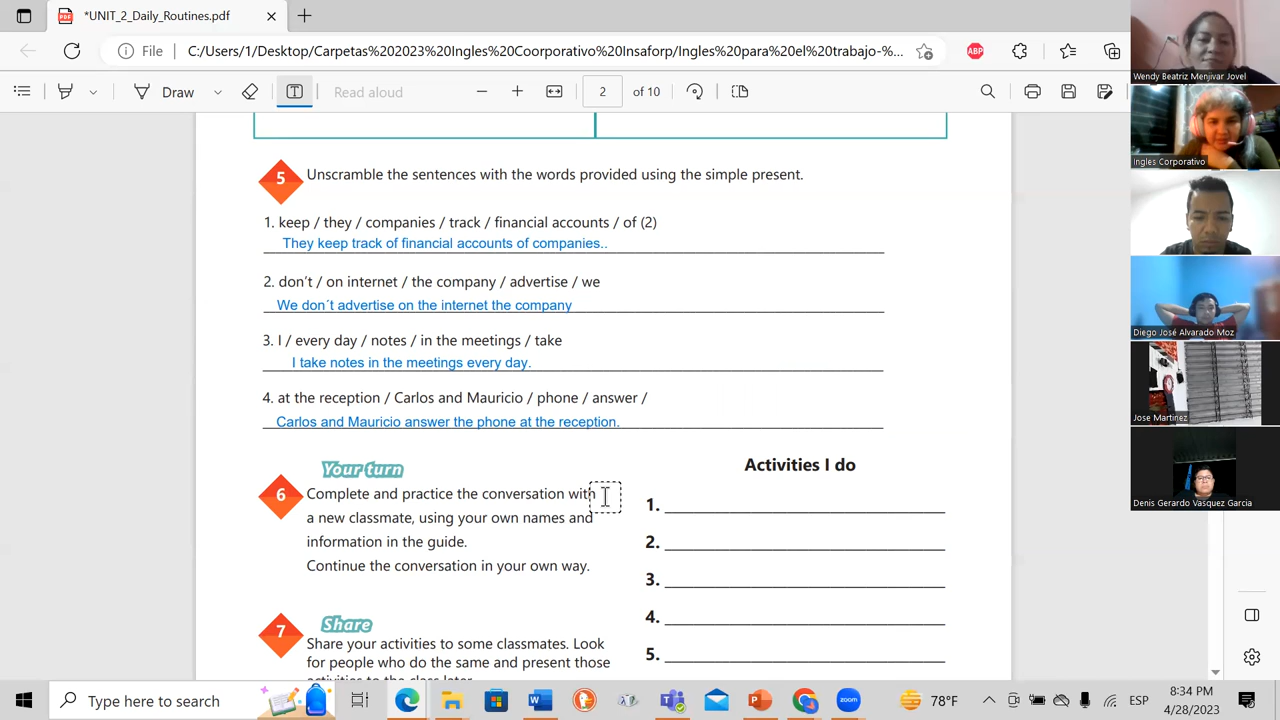 *UNIT_2_Daily_Routines.pdf
File
C:/Users/1/Desktop/Carpetas%202023%20Ingles%20Coorporativo%20Insaforp/Ingles%20para%20el%20trabajo-%...
ABP
Draw
Read aloud
2 of 10
5
Unscramble the sentences with the words provided using the simple present.
1. keep / they / companies / track / financial accounts / of (2)
They keep track of financial accounts of companies..
2. don't / on internet / the company / advertise / we
We don´t advertise on the internet the company
3. I / every day / notes / in the meetings / take
I take notes in the meetings every day.
4. at the reception / Carlos and Mauricio / phone / answer /
Carlos and Mauricio answer the phone at the reception.
Your turn
6
Complete and practice the conversation with
a new classmate, using your own names and
information in the guide.
Continue the conversation in your own way.
Activities I do
1.
2.
3.
4.
5.
Share
7
Share your activities to some classmates. Look
for people who do the same and present those
activities to the class later.
Wendy Beatriz Menjivar Jovel
Ingles Corporativo
Diego José Alvarado Moz
Jose Martinez
Denis Gerardo Vasquez Garcia
Type here to search
zoom
78°F
ESP
8:34 PM
4/28/2023